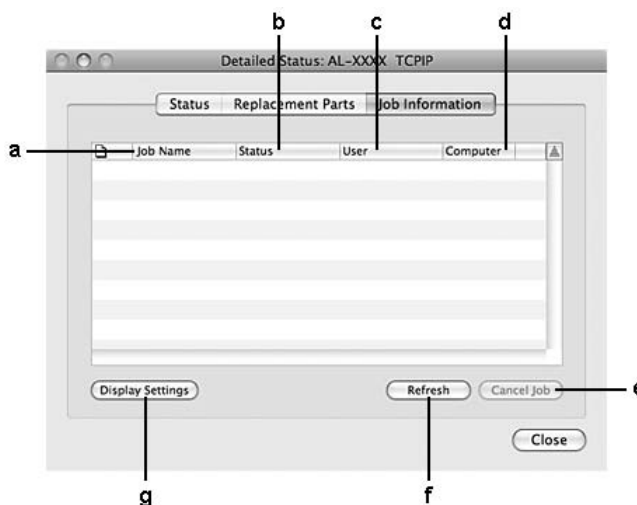 b c d
Detailed Status: AL-XXXX TCPIP
Status Replacement Parts Job Information
a Job Name Status User Computer
Display Settings Refresh Cancel Job e
Close
g f